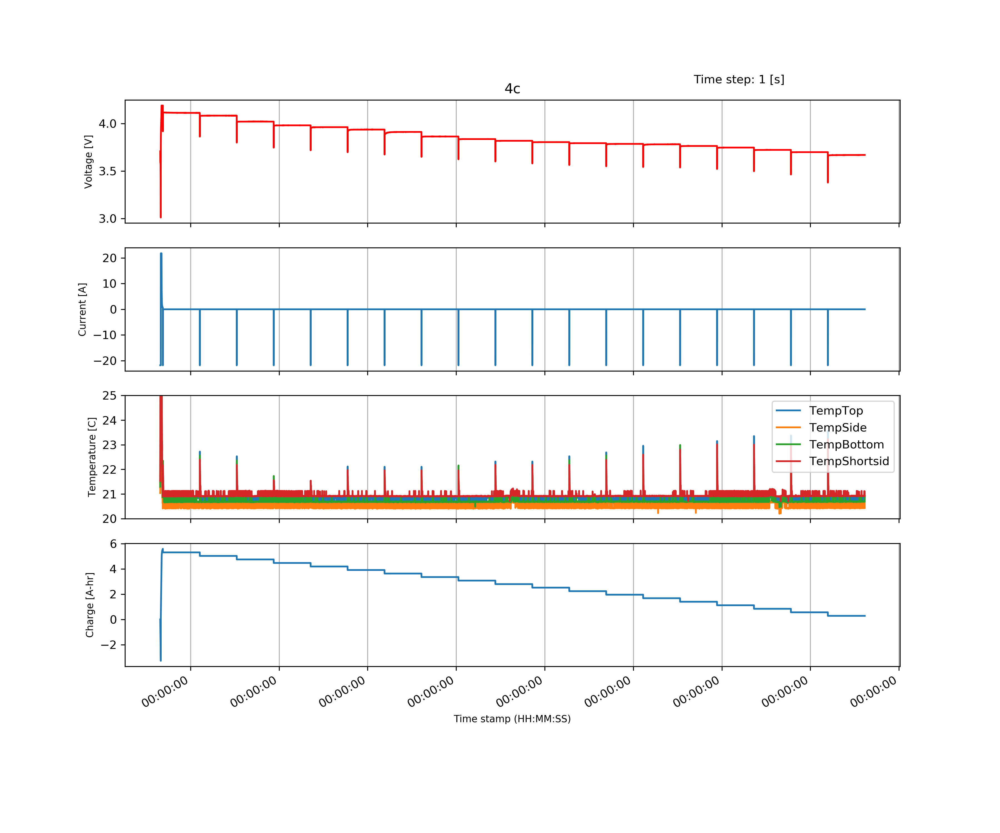 Time step: 1 [s]
4c
Voltage [V]
4.0
3.5
3.0
Current [A]
20
10
0
−10
−20
Temperature [C]
25
24
23
22
21
20
TempTop
TempSide
TempBottom
TempShortsid
Charge [A-hr]
6
4
2
0
−2
00:00:00 00:00:00 00:00:00 00:00:00 00:00:00 00:00:00 00:00:00 00:00:00 00:00:00
Time stamp (HH:MM:SS)